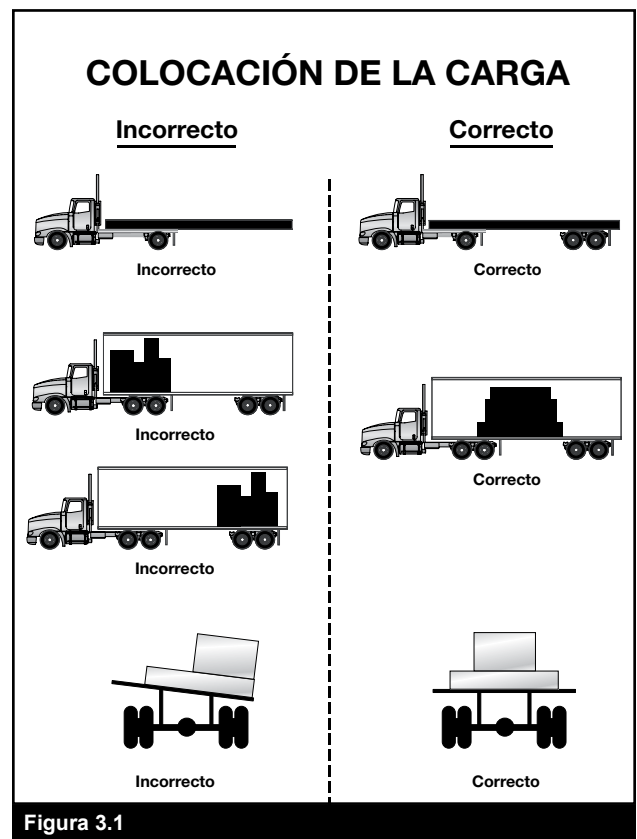 COLOCACIÓN DE LA CARGA
Incorrecto
Correcto
Incorrecto
Correcto
Incorrecto
Correcto
Incorrecto
Incorrecto
Correcto
Figura 3.1